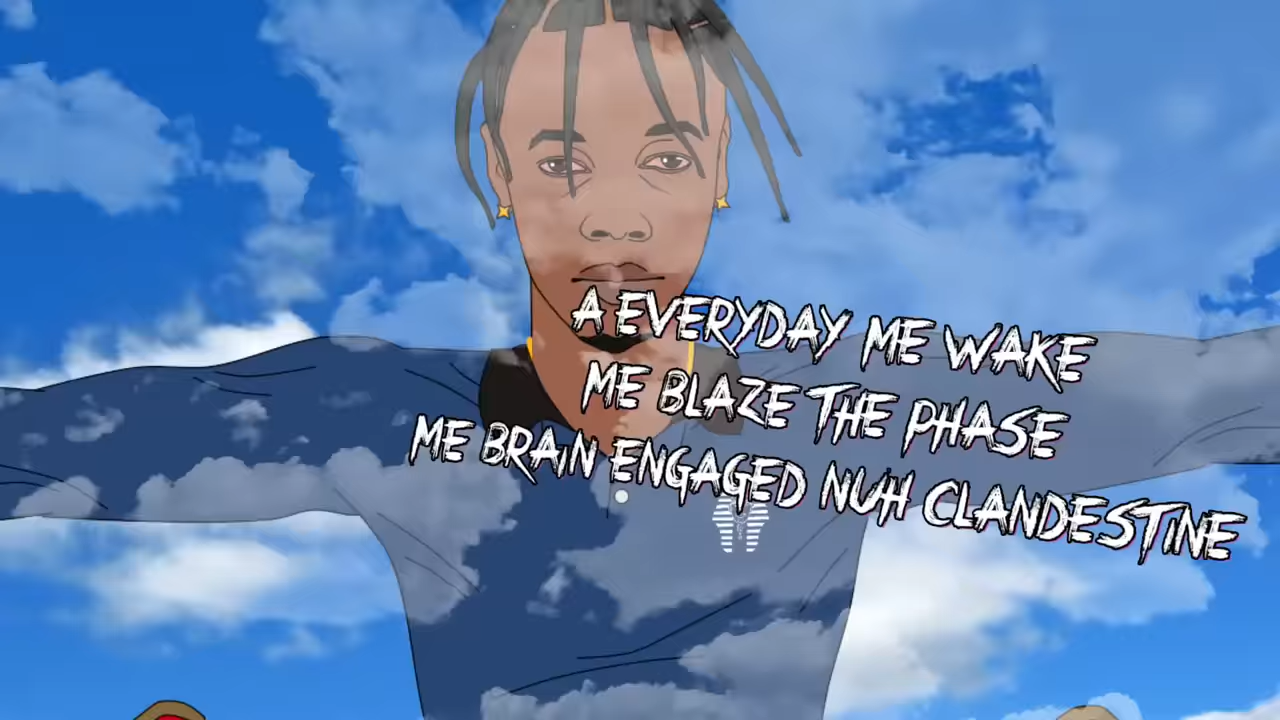 A EVERYDAY ME WAKE
ME BLAZE THE PHASE
ME BRAIN ENGAGED NUH CLANDESTINE